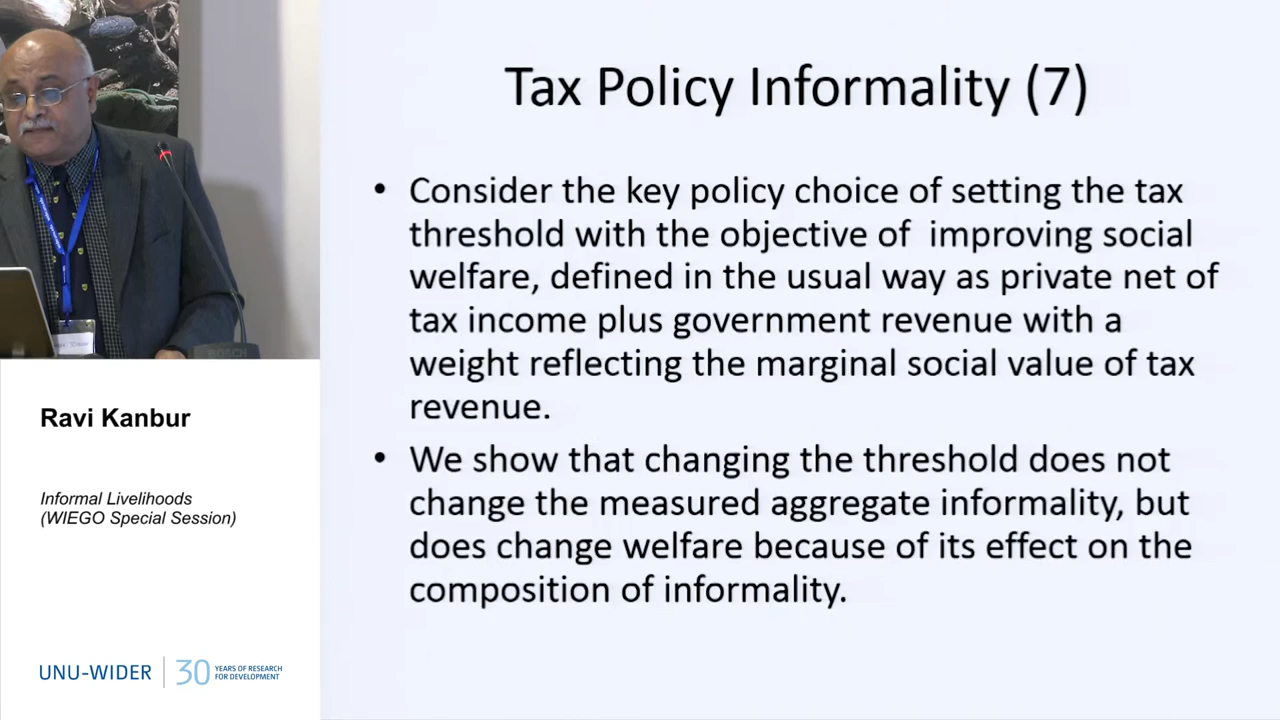 Tax Policy Informality (7)
• Consider the key policy choice of setting the tax
threshold with the objective of improving social
welfare, defined in the usual way as private net of
tax income plus government revenue with a
weight reflecting the marginal social value of tax
revenue.
• We show that changing the threshold does not
change the measured aggregate informality, but
does change welfare because of its effect on the
composition of informality.
Ravi Kanbur
Informal Livelihoods
(WIEGO Special Session)
UNU-WIDER
30
YEARS OF RESEARCH
FOR DEVELOPMENT
BOSCH